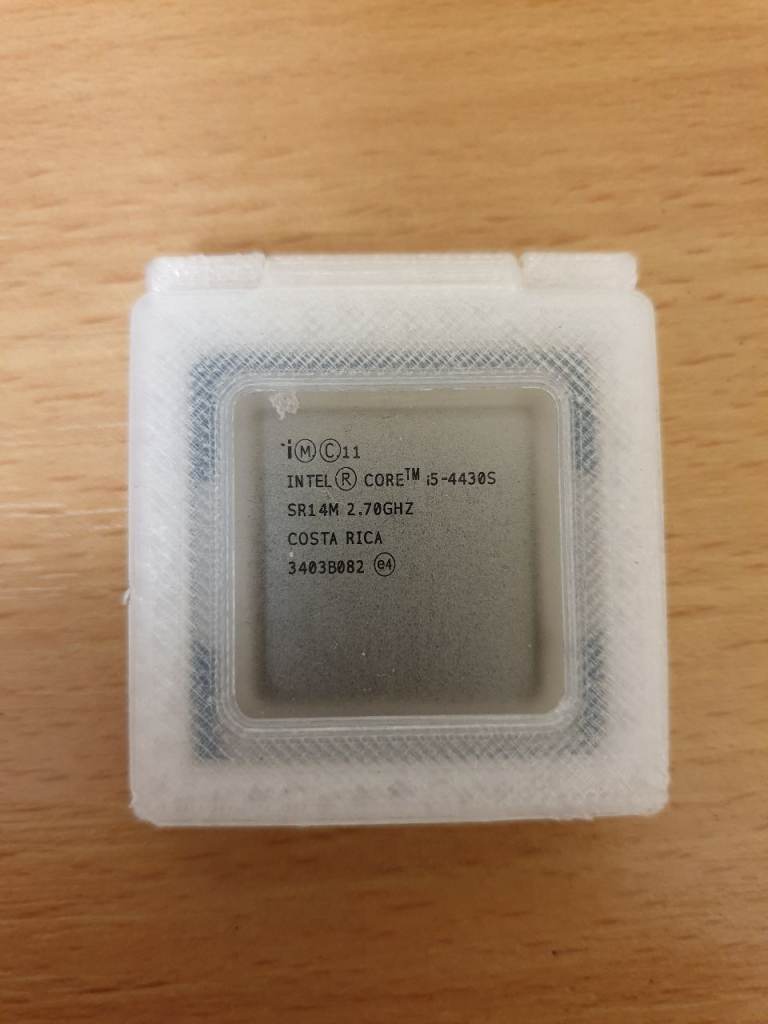 iⓂ©11
INTEL® CORE™ i5-4430S
SR14M 2.70GHZ
COSTA RICA
3403B082 e4